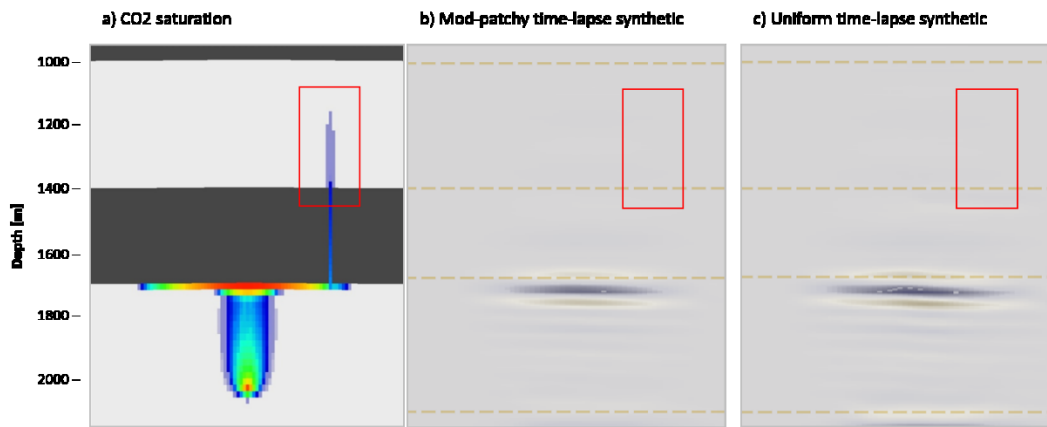 a) CO2 saturation
b) Mod-patchy time-lapse synthetic
c) Uniform time-lapse synthetic
1000
1200
1400
1600
1800
2000
Depth [m]